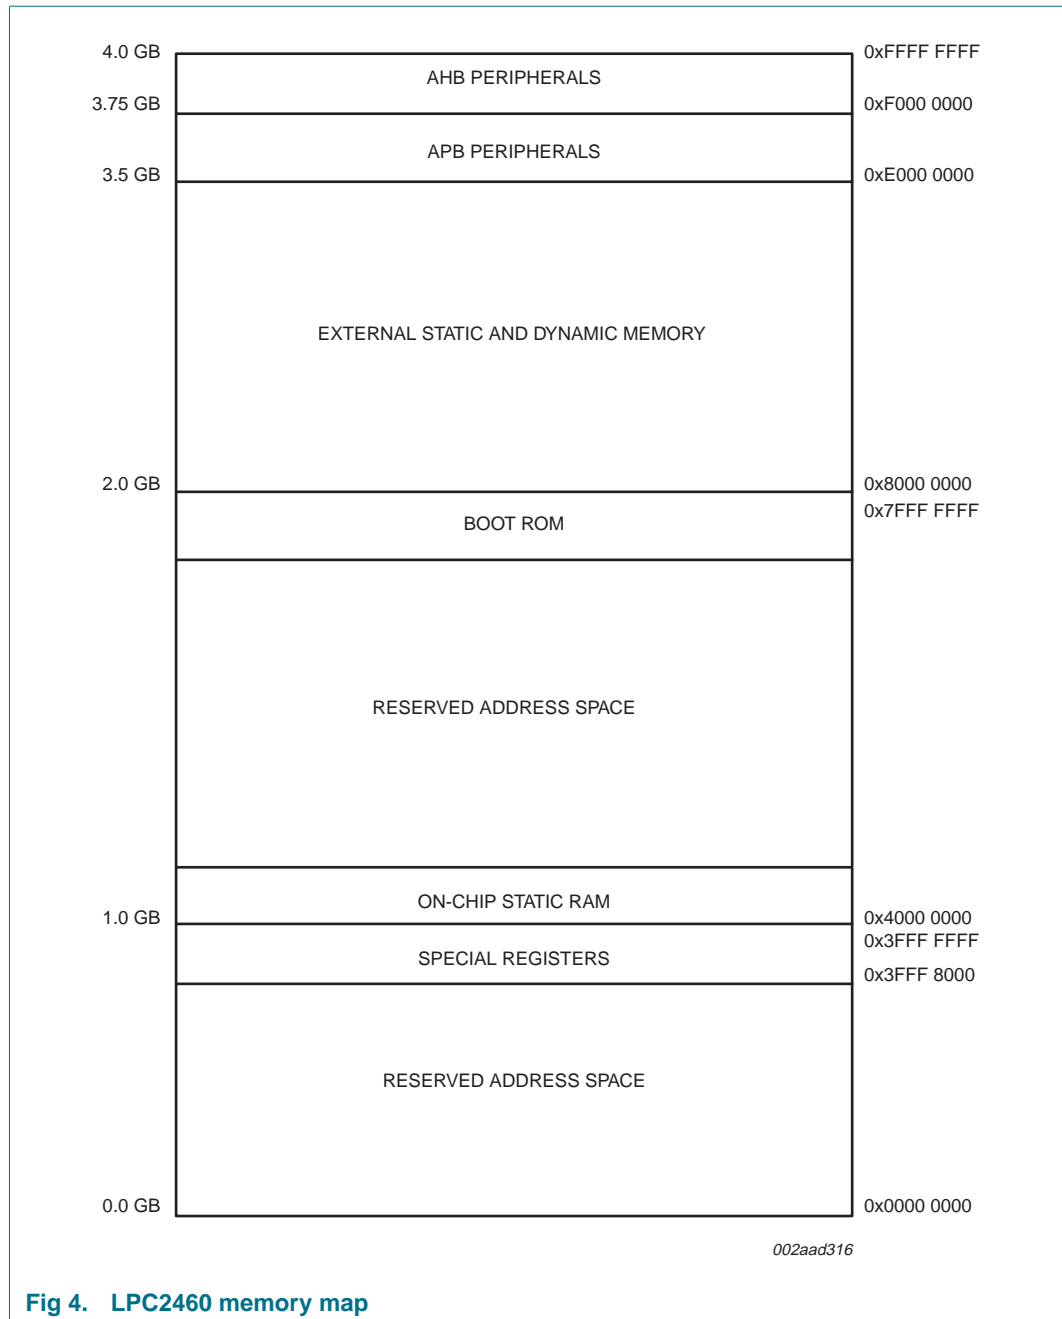 4.0 GB
0xFFFF FFFF
AHB PERIPHERALS
3.75 GB
0xF000 0000
APB PERIPHERALS
3.5 GB
0xE000 0000
EXTERNAL STATIC AND DYNAMIC MEMORY
2.0 GB
0x8000 0000
0x7FFF FFFF
BOOT ROM
RESERVED ADDRESS SPACE
ON-CHIP STATIC RAM
1.0 GB
0x4000 0000
0x3FFF FFFF
SPECIAL REGISTERS
0x3FFF 8000
RESERVED ADDRESS SPACE
0.0 GB
0x0000 0000
002aad316
Fig 4. LPC2460 memory map